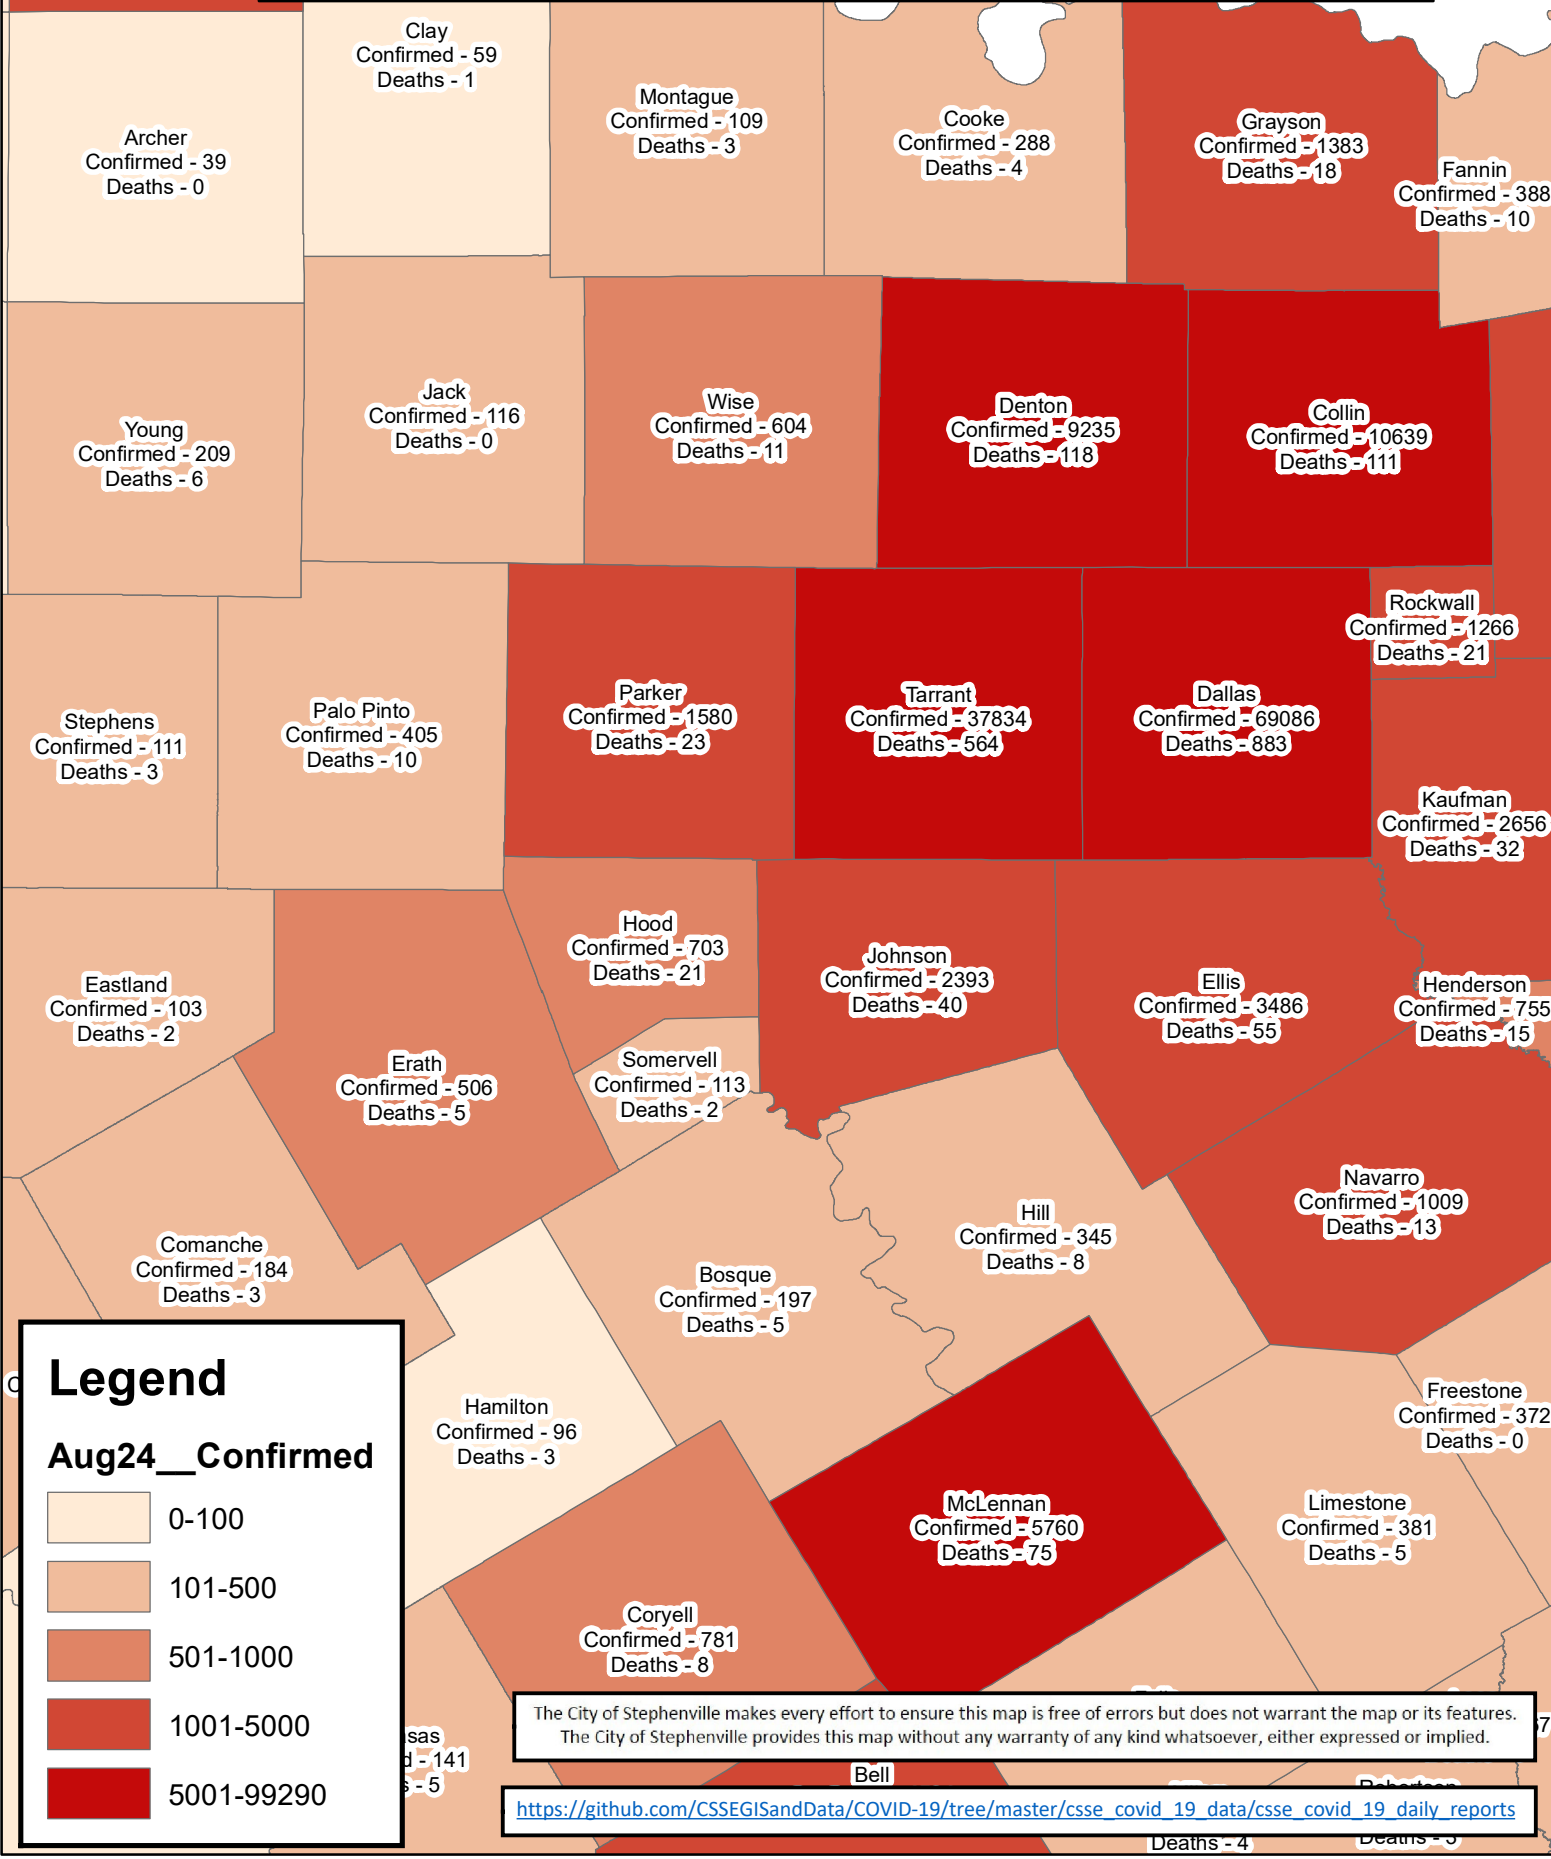 Clay
Confirmed - 59
Deaths - 1
Montague
Confirmed - 109
Deaths - 3
Cooke
Confirmed - 288
Deaths - 4
Grayson
Confirmed - 1383
Deaths - 18
Archer
Confirmed - 39
Deaths - 0
Fannin
Confirmed - 388
Deaths - 10
Young
Confirmed - 209
Deaths - 6
Jack
Confirmed - 116
Deaths - 0
Wise
Confirmed - 604
Deaths - 11
Denton
Confirmed - 9235
Deaths - 118
Collin
Confirmed - 10639
Deaths - 111
Rockwall
Confirmed - 1266
Deaths - 21
Stephens
Confirmed - 111
Deaths - 3
Palo Pinto
Confirmed - 405
Deaths - 10
Parker
Confirmed - 1580
Deaths - 23
Tarrant
Confirmed - 37834
Deaths - 564
Dallas
Confirmed - 69086
Deaths - 883
Kaufman
Confirmed - 2656
Deaths - 32
Eastland
Confirmed - 103
Deaths - 2
Erath
Confirmed - 506
Deaths - 5
Hood
Confirmed - 703
Deaths - 21
Somervell
Confirmed - 113
Deaths - 2
Johnson
Confirmed - 2393
Deaths - 40
Ellis
Confirmed - 3486
Deaths - 55
Henderson
Confirmed - 755
Deaths - 15
Navarro
Confirmed - 1009
Deaths - 13
Comanche
Confirmed - 184
Deaths - 3
Bosque
Confirmed - 197
Deaths - 5
Hill
Confirmed - 345
Deaths - 8
Hamilton
Confirmed - 96
Deaths - 3
Freestone
Confirmed - 372
Deaths - 0
McLennan
Confirmed - 5760
Deaths - 75
Limestone
Confirmed - 381
Deaths - 5
Coryell
Confirmed - 781
Deaths - 8
Legend
Aug24__Confirmed
0-100
101-500
501-1000
1001-5000
5001-99290
sas
d - 141
s - 5
The City of Stephenville makes every effort to ensure this map is free of errors but does not warrant the map or its features.
The City of Stephenville provides this map without any warranty of any kind whatsoever, either expressed or implied.
Bell
https://github.com/CSSEGISandData/COVID-19/tree/master/csse_covid_19_data/csse_covid_19_daily_reports
Deaths - 4